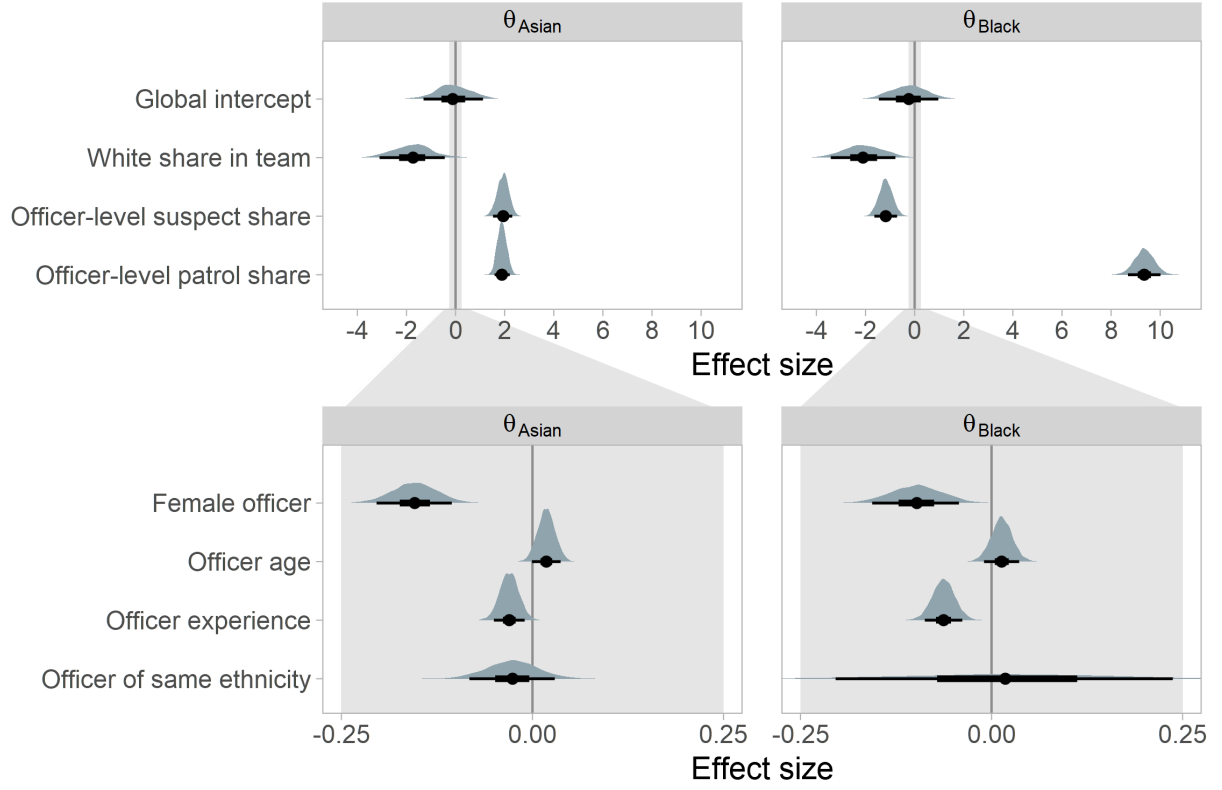 θAsian θBlack
Global intercept
White share in team
Officer-level suspect share
Officer-level patrol share
-4 -2 0 2 4 6 8 10 -4 -2 0 2 4 6 8 10
Effect size
θAsian θBlack
Female officer
Officer age
Officer experience
Officer of same ethnicity
-0.25 0.00 0.25 -0.25 0.00 0.25
Effect size